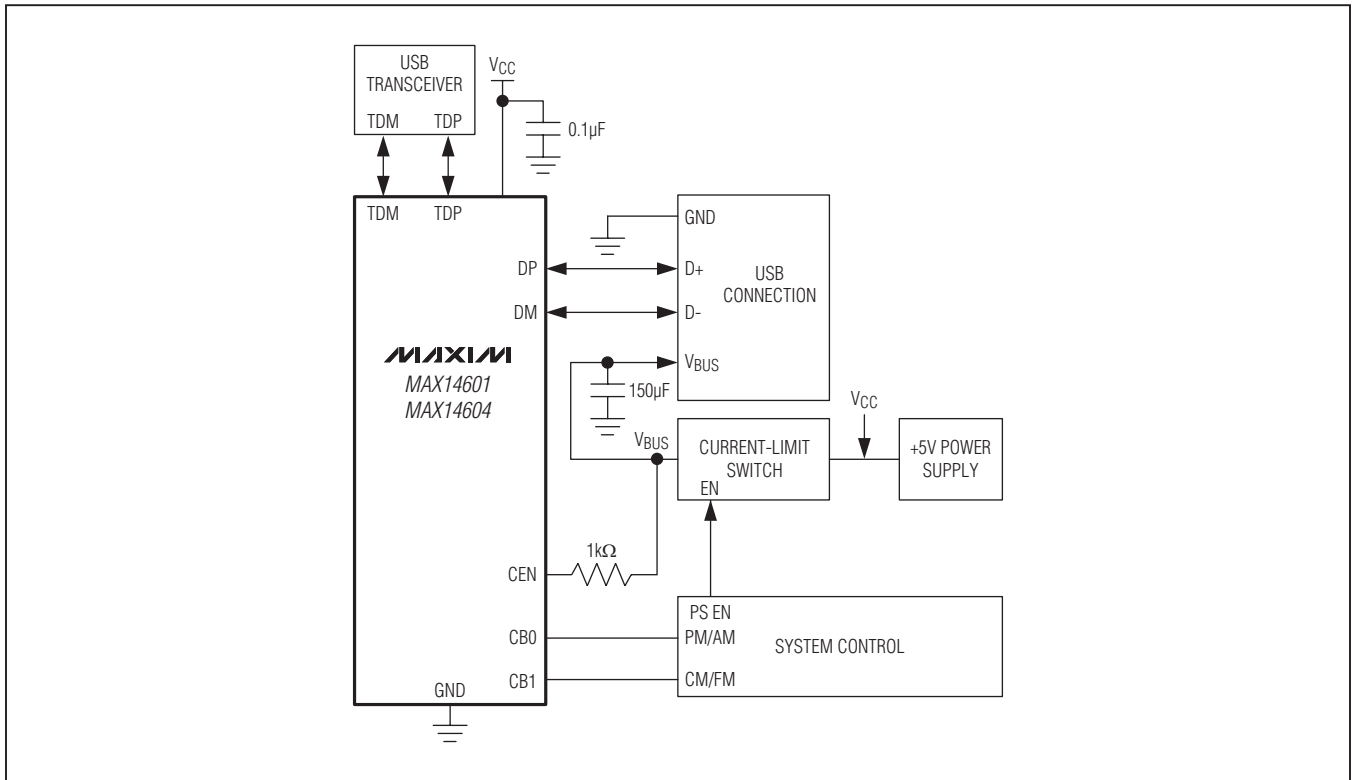 USB
TRANSCEIVER
TDM TDP
VCC
0.1µF
TDM TDP
DP
DM
MAXIM
MAX14601
MAX14604
CEN
CB0
CB1
GND
GND
D+
D-
VBUS
USB
CONNECTION
150µF
VBUS
CURRENT-LIMIT
SWITCH
EN
VCC
+5V POWER
SUPPLY
1kΩ
PS EN
PM/AM
CM/FM
SYSTEM CONTROL